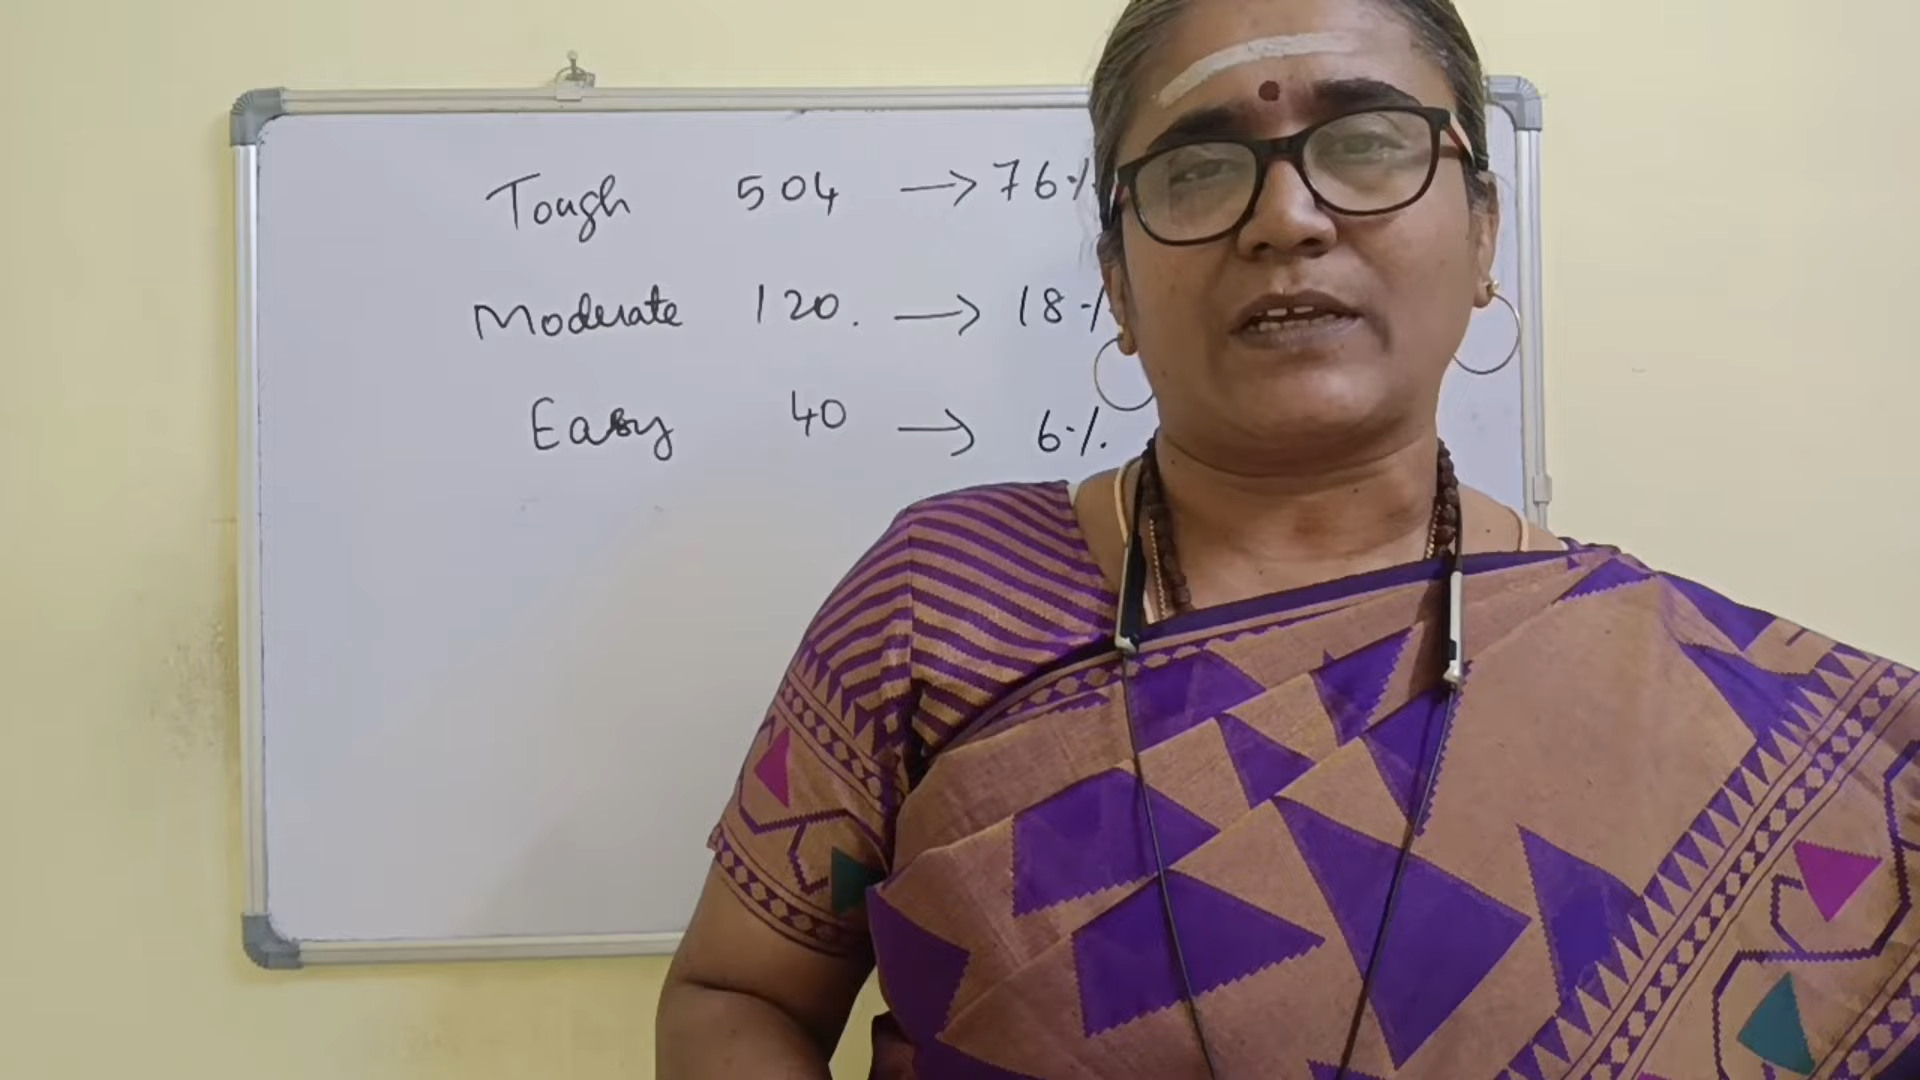 Tough 504 → 76%
Moderate 120. → 18%
Easy 40 → 6%.